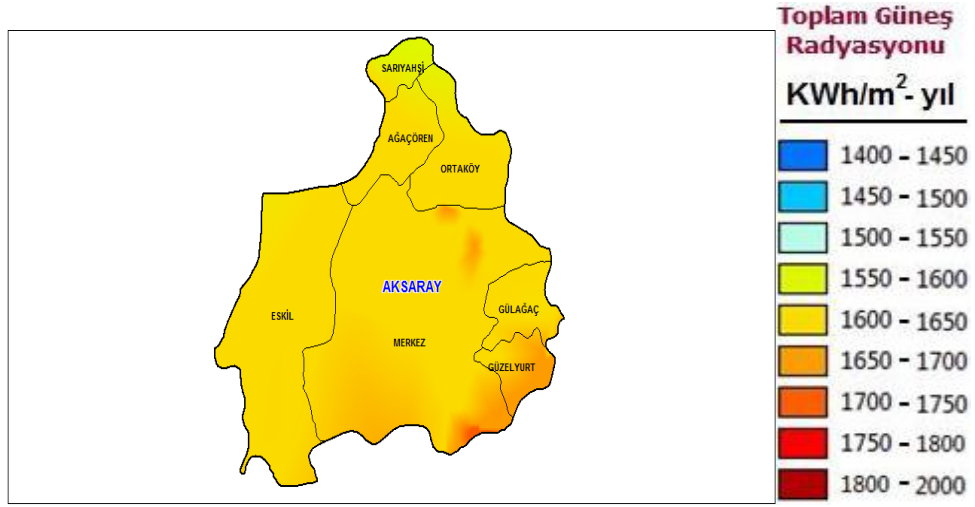 Toplam Güneş
Radyasyonu
KWh/m²- yıl
1400 - 1450
1450 - 1500
1500 - 1550
1550 - 1600
1600 - 1650
1650 - 1700
1700 - 1750
1750 - 1800
1800 - 2000
SARIYAHŞİ
AĞAÇÖREN
ORTAKÖY
AKSARAY
ESKİL
GÜLAĞAÇ
MERKEZ
GÜZELYURT